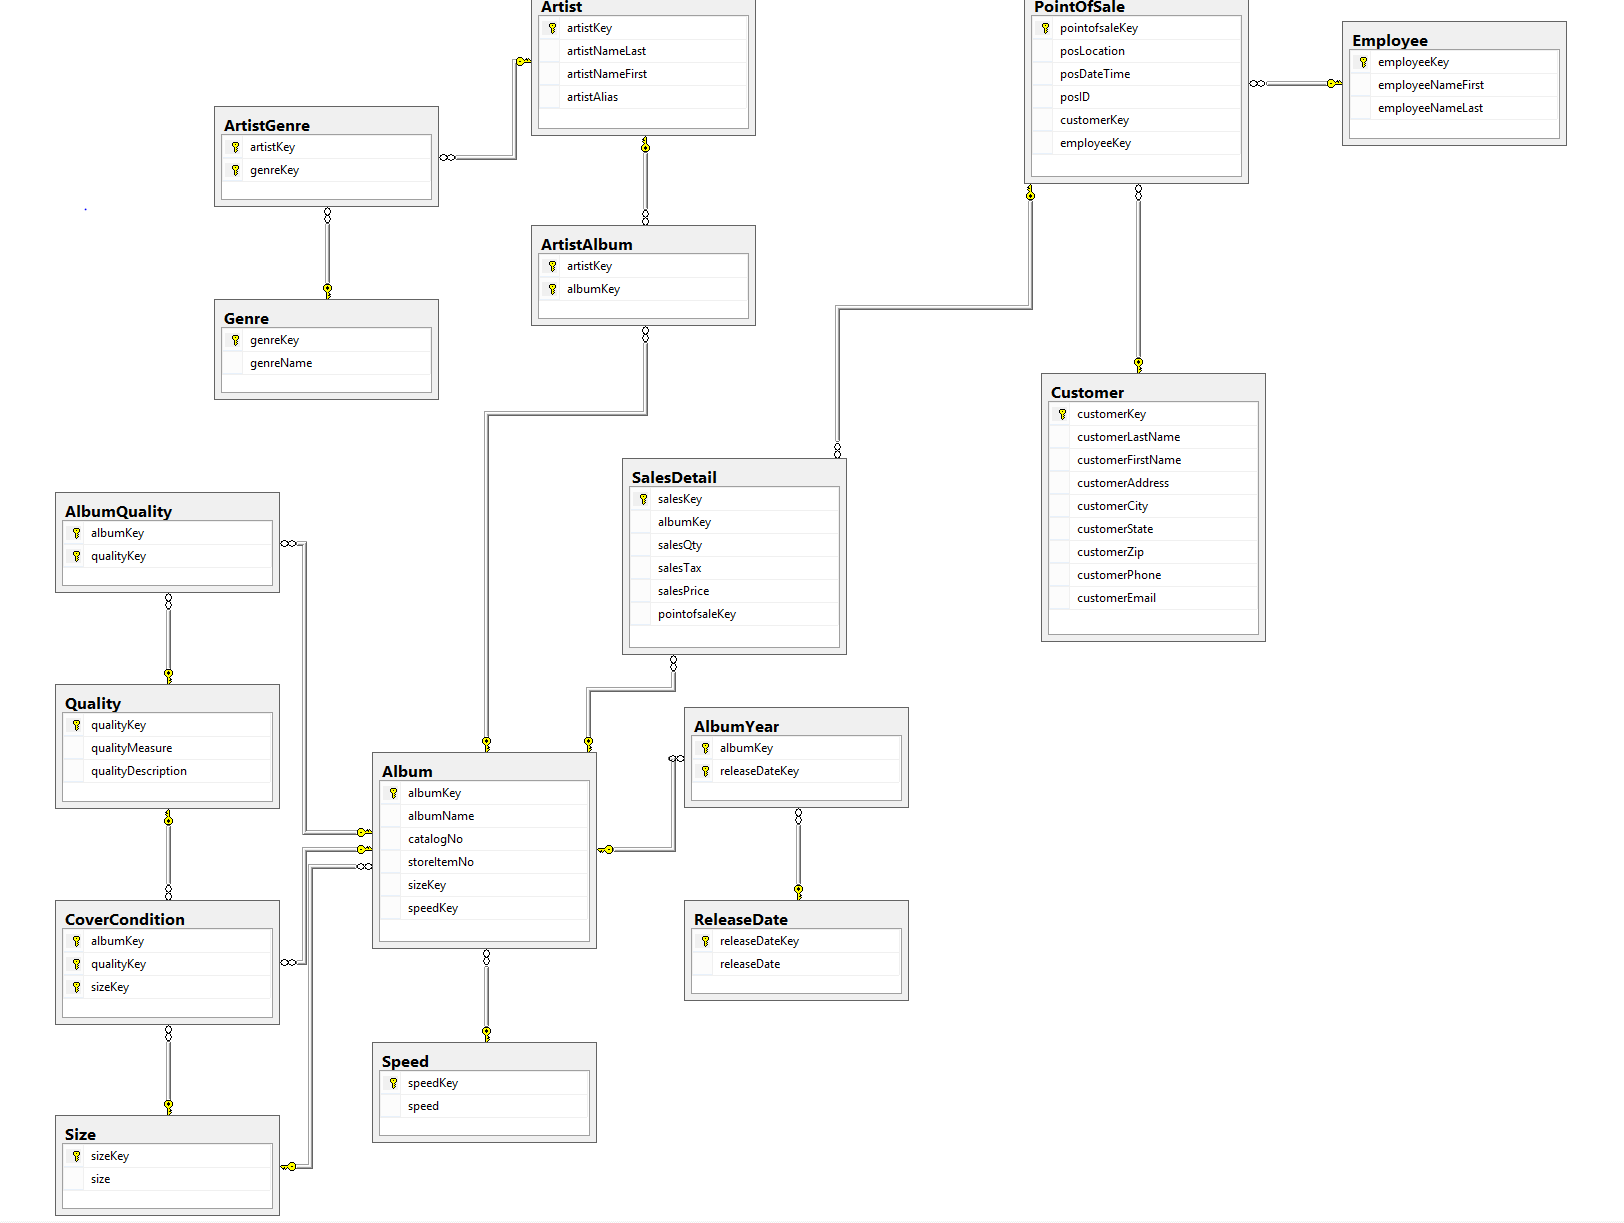 Artist
artistKey
artistNameLast
artistNameFirst
artistAlias
PointOfSale
pointofsaleKey
posLocation
posDateTime
posID
customerKey
employeeKey
Employee
employeeKey
employeeNameFirst
employeeNameLast
ArtistGenre
artistKey
genreKey
ArtistAlbum
artistKey
albumKey
Genre
genreKey
genreName
Customer
customerKey
customerLastName
customerFirstName
customerAddress
customerCity
customerState
customerZip
customerPhone
customerEmail
SalesDetail
salesKey
albumKey
salesQty
salesTax
salesPrice
pointofsaleKey
AlbumQuality
albumKey
qualityKey
Quality
qualityKey
qualityMeasure
qualityDescription
AlbumYear
albumKey
releaseDateKey
Album
albumKey
albumName
catalogNo
storeItemNo
sizeKey
speedKey
CoverCondition
albumKey
qualityKey
sizeKey
ReleaseDate
releaseDateKey
releaseDate
Speed
speedKey
speed
Size
sizeKey
size